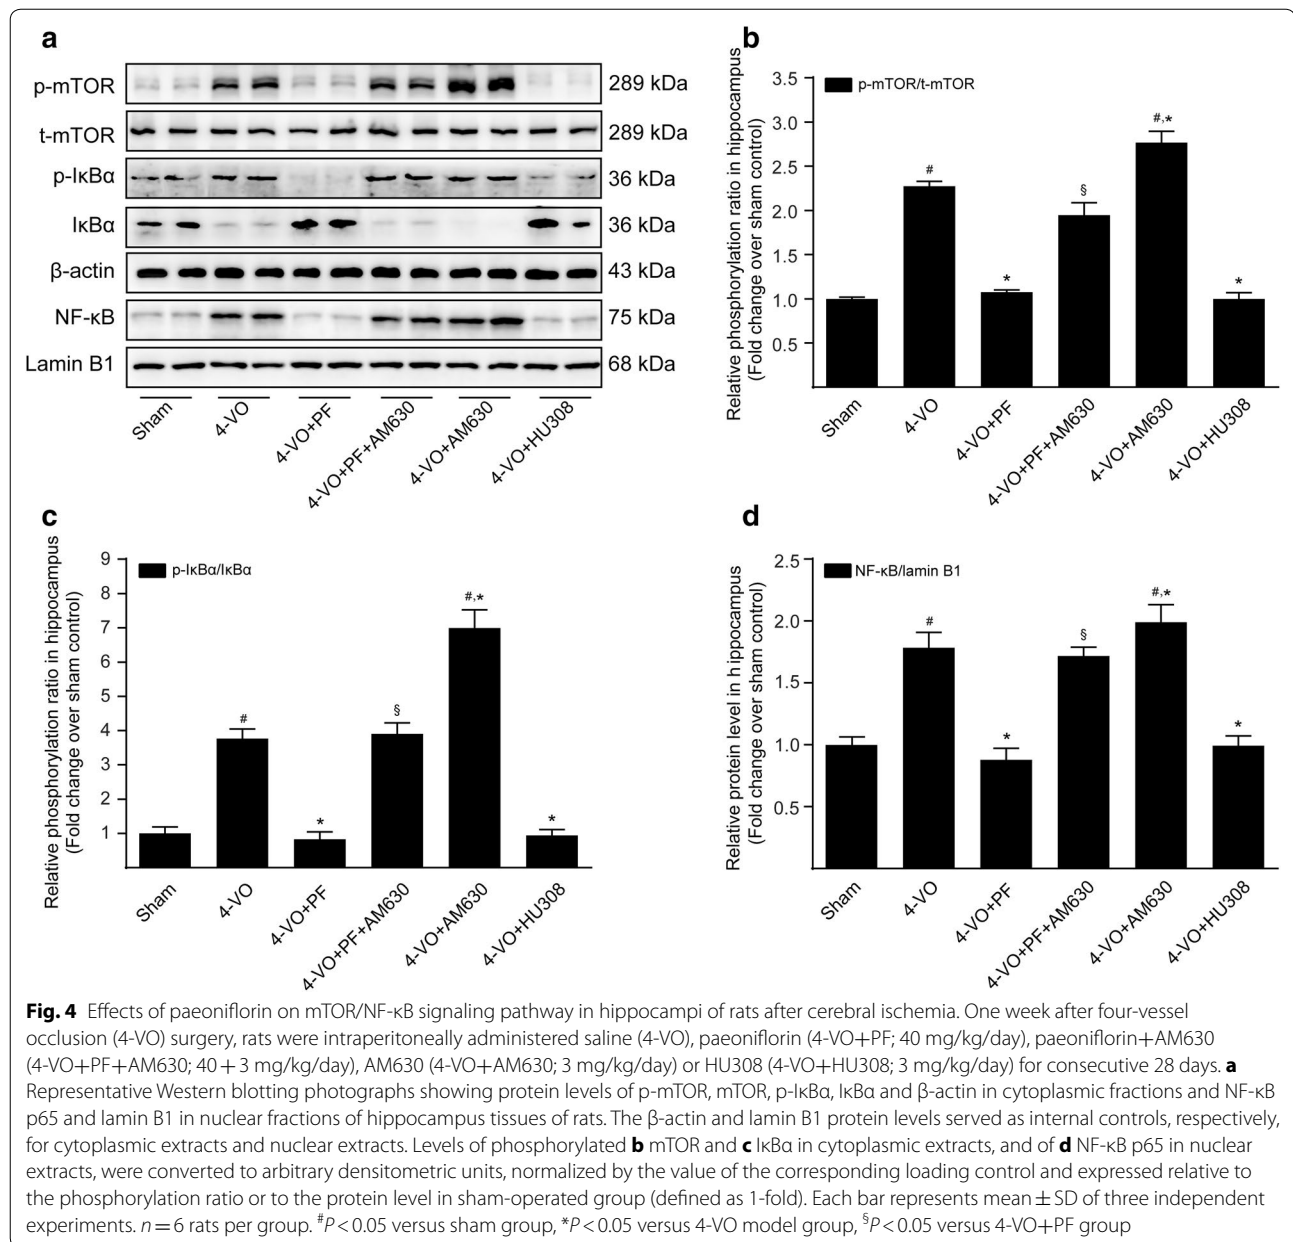 a
p-mTOR 289 kDa
t-mTOR 289 kDa
p-IκBα 36 kDa
IκBα 36 kDa
β-actin 43 kDa
NF-κB 75 kDa
Lamin B1 68 kDa
Sham 4-VO 4-VO+PF 4-VO+PF+AM630 4-VO+AM630 4-VO+HU308
b
Relative phosphorylation ratio in hippocampus
(Fold change over sham control)
p-mTOR/t-mTOR
3.5
3.0
2.5
2.0
1.5
1.0
0.5
# * § #,* *
Sham 4-VO 4-VO+PF 4-VO+PF+AM630 4-VO+AM630 4-VO+HU308
c
Relative phosphorylation ratio in hippocampus
(Fold change over sham control)
p-IκBα/IκBα
9
8
7
6
5
4
3
2
1
# * § #,* *
Sham 4-VO 4-VO+PF 4-VO+PF+AM630 4-VO+AM630 4-VO+HU308
d
Relative protein level in hippocampus
(Fold change over sham control)
NF-κB/lamin B1
2.5
2.0
1.5
1.0
0.5
# * § #,* *
Sham 4-VO 4-VO+PF 4-VO+PF+AM630 4-VO+AM630 4-VO+HU308
Fig. 4 Effects of paeoniflorin on mTOR/NF-κB signaling pathway in hippocampi of rats after cerebral ischemia. One week after four-vessel
occlusion (4-VO) surgery, rats were intraperitoneally administered saline (4-VO), paeoniflorin (4-VO+PF; 40 mg/kg/day), paeoniflorin+AM630
(4-VO+PF+AM630; 40 + 3 mg/kg/day), AM630 (4-VO+AM630; 3 mg/kg/day) or HU308 (4-VO+HU308; 3 mg/kg/day) for consecutive 28 days. a
Representative Western blotting photographs showing protein levels of p-mTOR, mTOR, p-IκBα, IκBα and β-actin in cytoplasmic fractions and NF-κB
p65 and lamin B1 in nuclear fractions of hippocampus tissues of rats. The β-actin and lamin B1 protein levels served as internal controls, respectively,
for cytoplasmic extracts and nuclear extracts. Levels of phosphorylated b mTOR and c IκBα in cytoplasmic extracts, and of d NF-κB p65 in nuclear
extracts, were converted to arbitrary densitometric units, normalized by the value of the corresponding loading control and expressed relative to
the phosphorylation ratio or to the protein level in sham-operated group (defined as 1-fold). Each bar represents mean ± SD of three independent
experiments. n = 6 rats per group. #P < 0.05 versus sham group, *P < 0.05 versus 4-VO model group, §P < 0.05 versus 4-VO+PF group